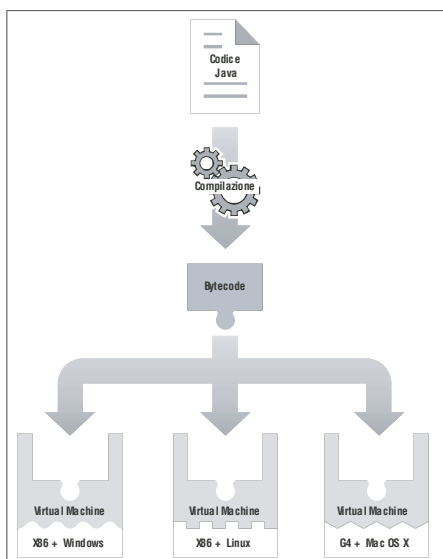 Codice
Java
Compilazione
Bytecode
Virtual Machine
X86 + Windows
Virtual Machine
X86 + Linux
Virtual Machine
G4 + Mac OS X